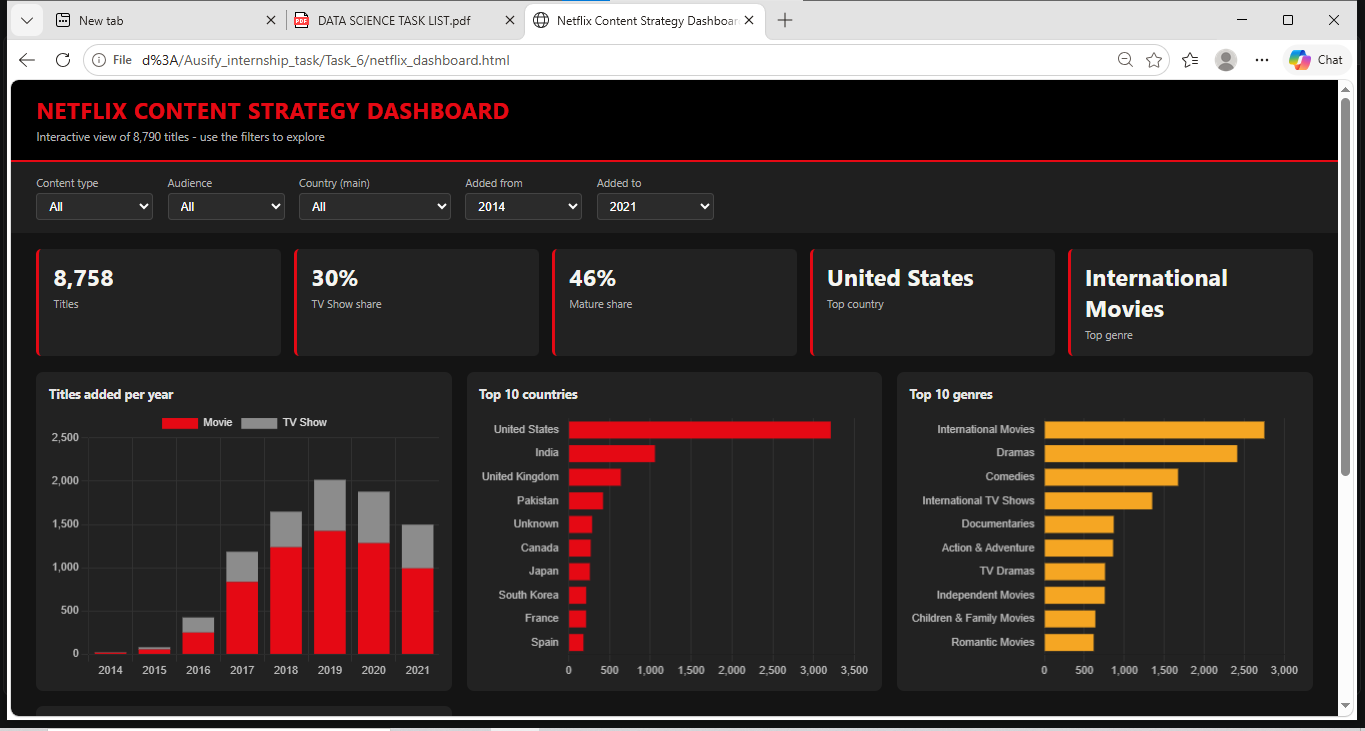 New tab
DATA SCIENCE TASK LIST.pdf
Netflix Content Strategy Dashboar
File d%3A/Ausify_internship_task/Task_6/netflix_dashboard.html
Chat
NETFLIX CONTENT STRATEGY DASHBOARD
Interactive view of 8,790 titles - use the filters to explore
Content type Audience Country (main) Added from Added to
All All All 2014 2021
8,758
Titles
30%
TV Show share
46%
Mature share
United States
Top country
International
Movies
Top genre
Titles added per year
Movie TV Show
2,500
2,000
1,500
1,000
500
0
2014 2015 2016 2017 2018 2019 2020 2021
Top 10 countries
United States
India
United Kingdom
Pakistan
Unknown
Canada
Japan
South Korea
France
Spain
0 500 1,000 1,500 2,000 2,500 3,000 3,500
Top 10 genres
International Movies
Dramas
Comedies
International TV Shows
Documentaries
Action & Adventure
TV Dramas
Independent Movies
Children & Family Movies
Romantic Movies
0 500 1,000 1,500 2,000 2,500 3,000